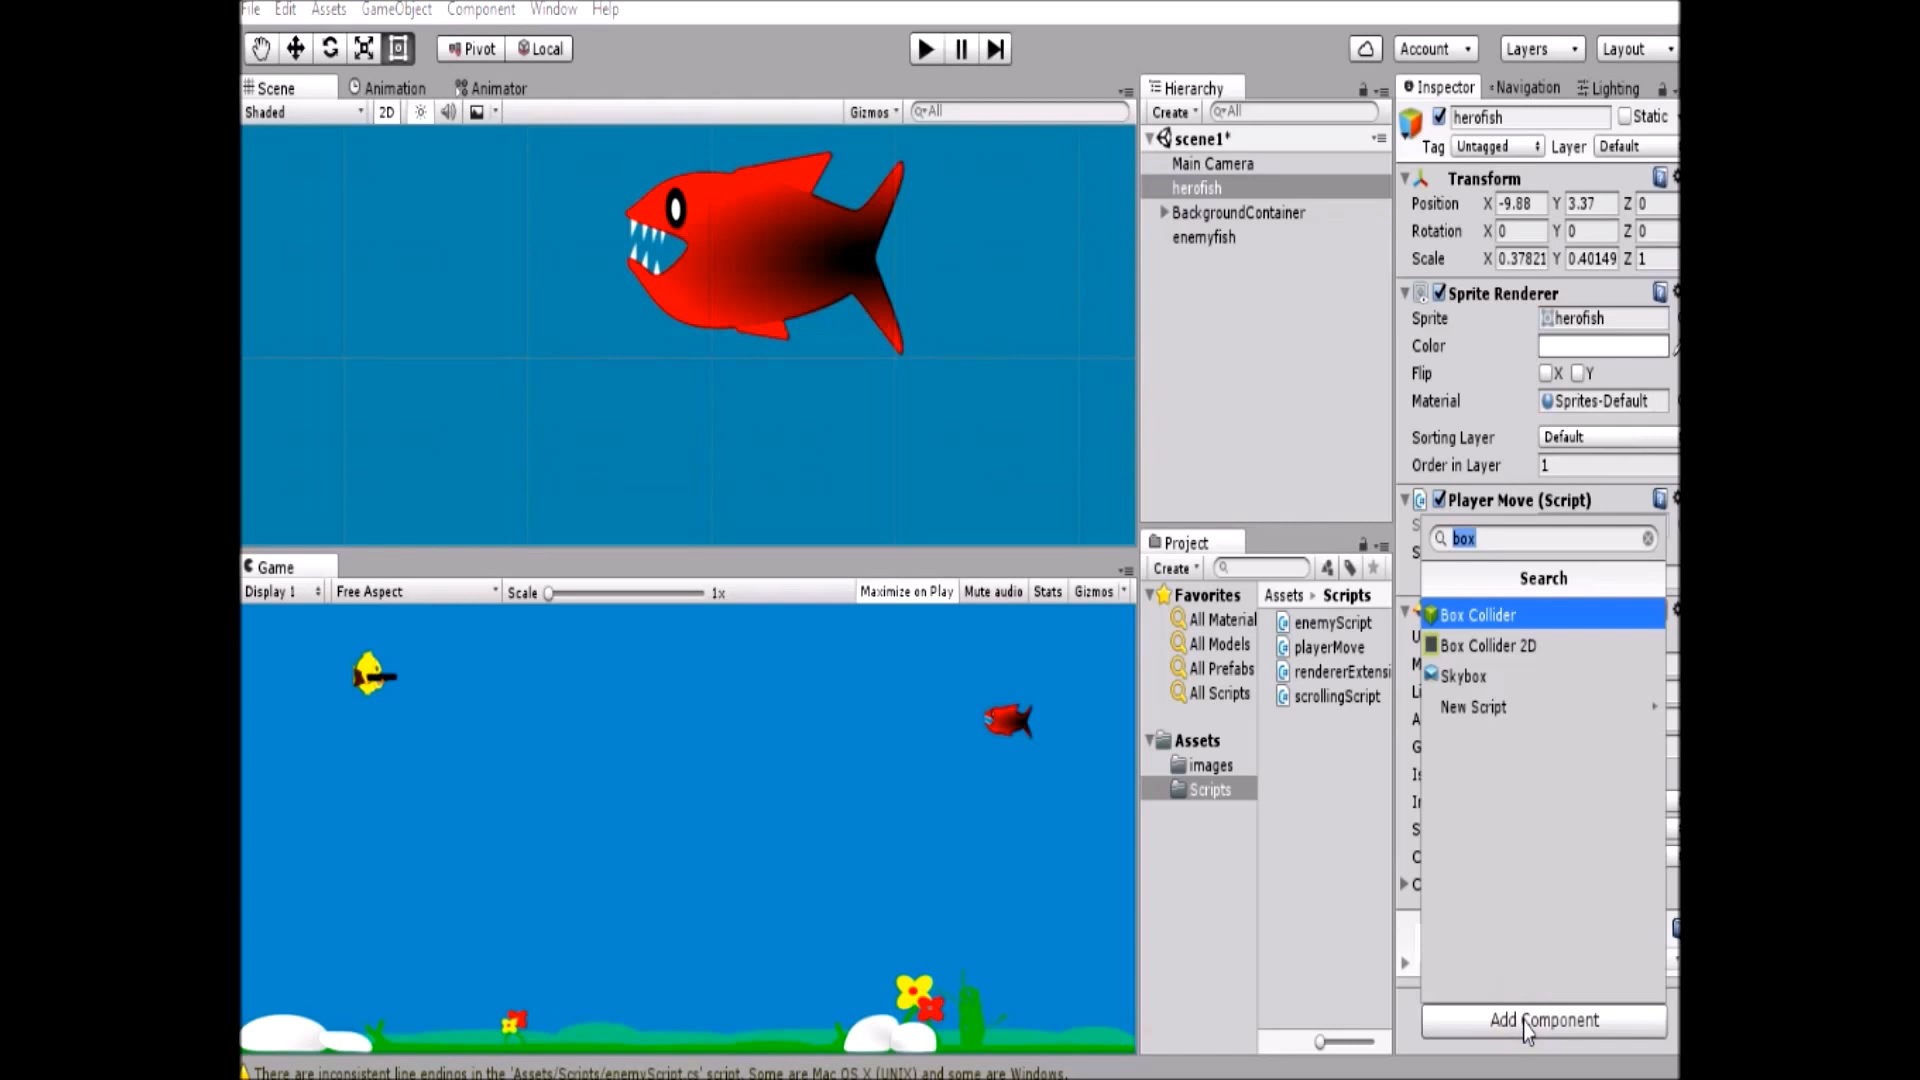 File Edit Assets GameObject Component Window Help
Pivot Local
Account Layers Layout
Scene Animation Animator
Shaded 2D Gizmos All
Hierarchy
Create All
scene1*
Main Camera
herofish
BackgroundContainer
enemyfish
Inspector Navigation Lighting
herofish Static
Tag Untagged Layer Default
Transform
Position X -9.88 Y 3.37 Z 0
Rotation X 0 Y 0 Z 0
Scale X 0.37821 Y 0.40149 Z 1
Sprite Renderer
Sprite herofish
Color
Flip X Y
Material Sprites-Default
Sorting Layer Default
Order in Layer 1
Player Move (Script)
box
Search
Box Collider
Box Collider 2D
Skybox
New Script
Add Component
Game
Display 1 Free Aspect Scale 1x Maximize on Play Mute audio Stats Gizmos
Project
Create
Favorites
All Material
All Models
All Prefabs
All Scripts
Assets
images
Scripts
Assets Scripts
enemyScript
playerMove
rendererExtensi
scrollingScript
There are inconsistent line endings in the 'Assets/Scripts/enemyScript.cs' script. Some are Mac OS X (UNIX) and some are Windows.